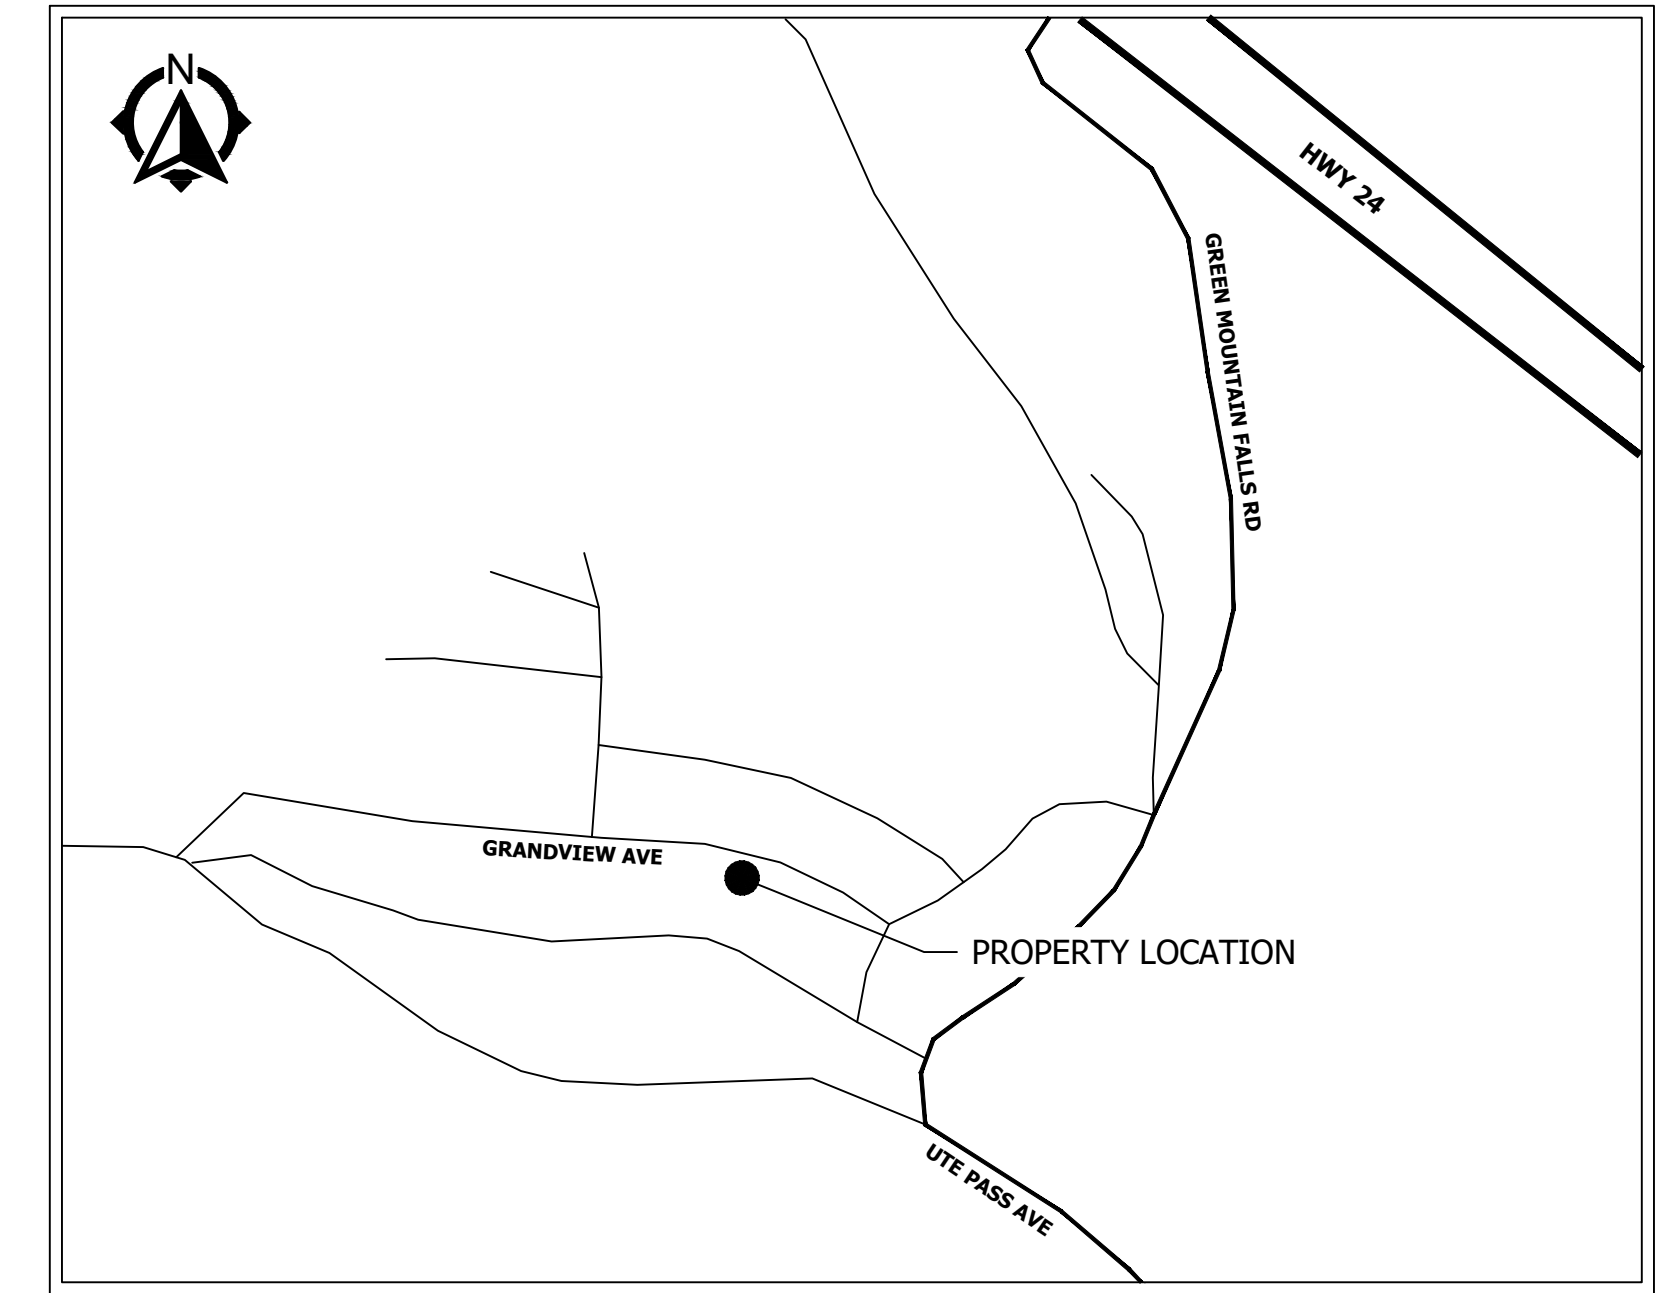 N
HWY 24
GREEN MOUNTAIN FALLS RD
GRANDVIEW AVE
PROPERTY LOCATION
UTE PASS AVE